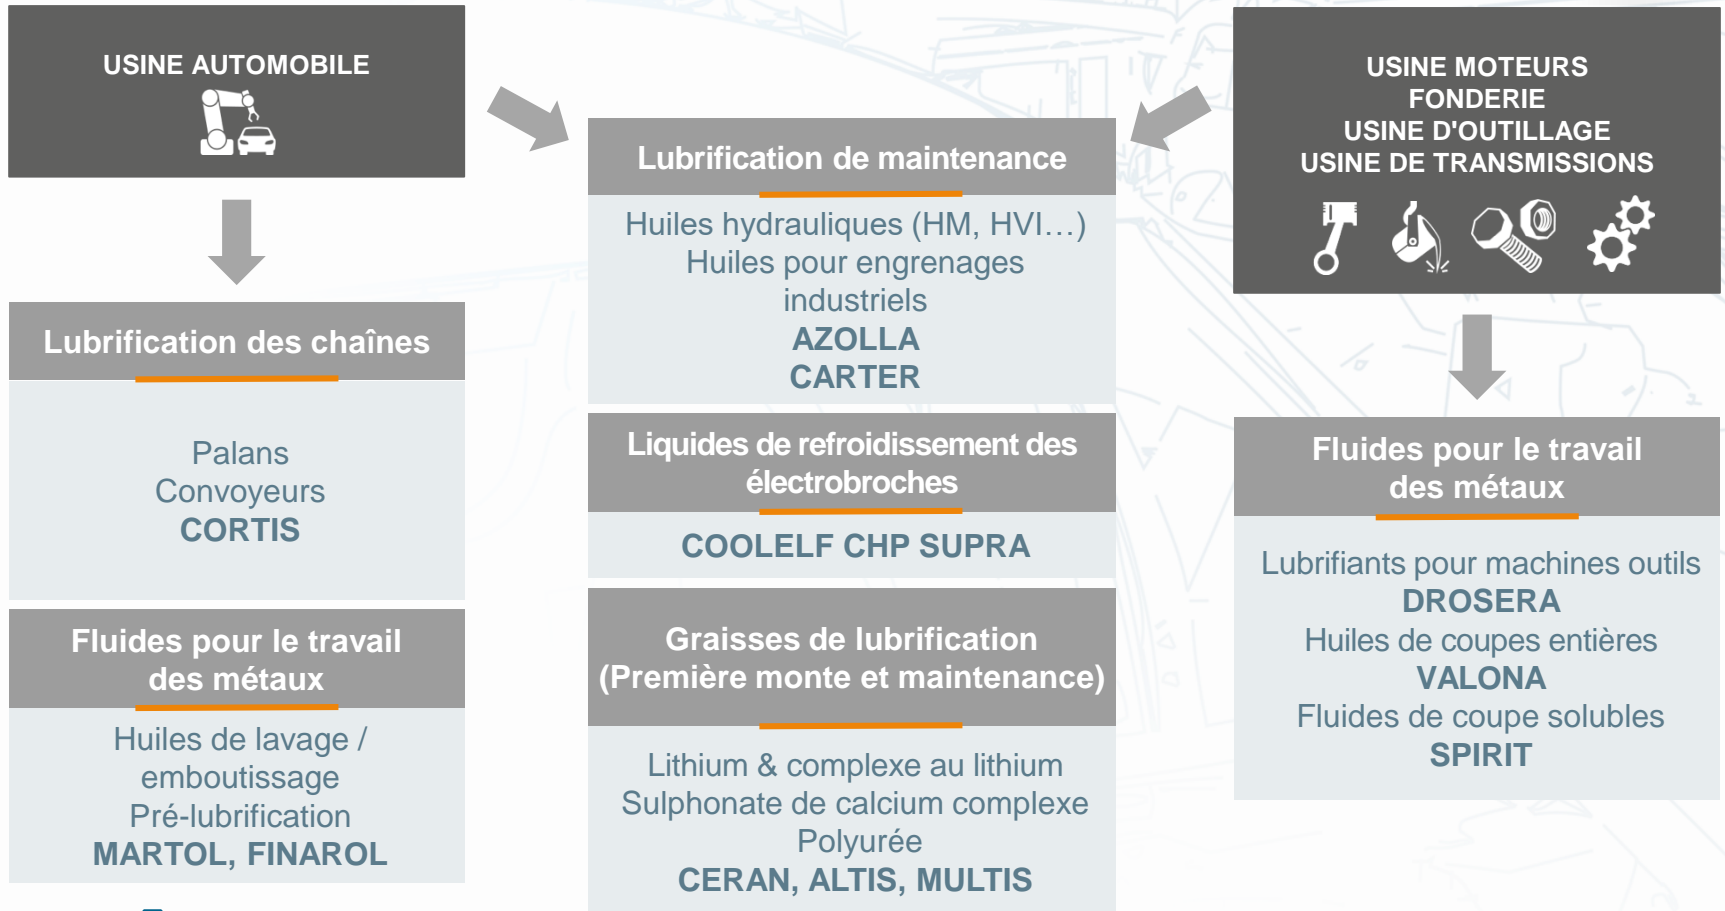 USINE AUTOMOBILE
Lubrification des chaînes
Palans
Convoyeurs
CORTIS
Fluides pour le travail
des métaux
Huiles de lavage /
emboutissage
Pré-lubrification
MARTOL, FINAROL
Lubrification de maintenance
Huiles hydrauliques (HM, HVI…)
Huiles pour engrenages
industriels
AZOLLA
CARTER
Liquides de refroidissement des
électrobroches
COOLELF CHP SUPRA
Graisses de lubrification
(Première monte et maintenance)
Lithium & complexe au lithium
Sulphonate de calcium complexe
Polyurée
CERAN, ALTIS, MULTIS
USINE MOTEURS
FONDERIE
USINE D'OUTILLAGE
USINE DE TRANSMISSIONS
Fluides pour le travail
des métaux
Lubrifiants pour machines outils
DROSERA
Huiles de coupes entières
VALONA
Fluides de coupe solubles
SPIRIT